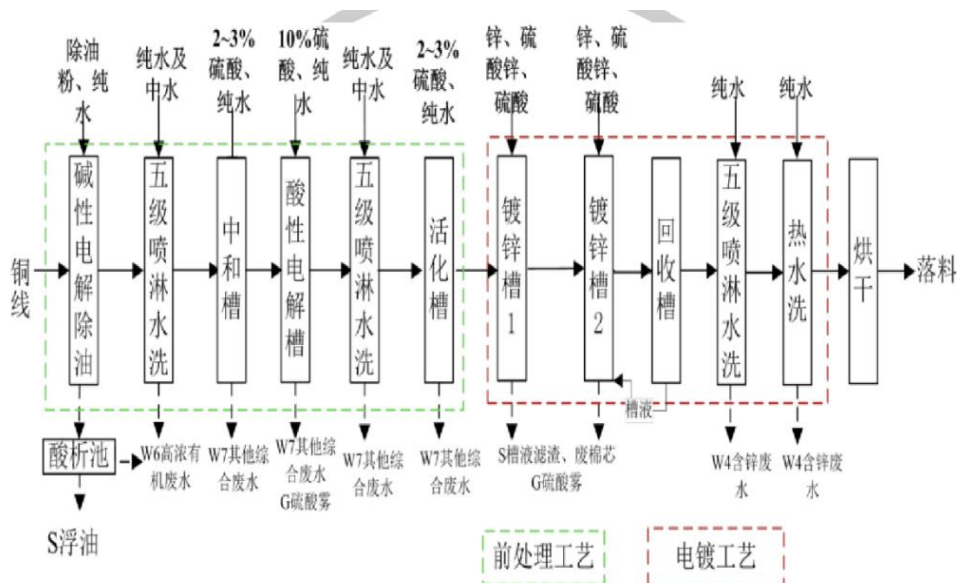 除油
粉、纯
水
纯水及
中水
2~3%
硫酸、
纯水
10%硫
酸、纯
水
纯水及
中水
2~3%
硫酸、
纯水
锌、硫
酸锌、
硫酸
锌、硫
酸锌、
硫酸
纯水
纯水
铜线
碱性电解除油
五级喷淋水洗
中和槽
酸性电解槽
五级喷淋水洗
活化槽
镀锌槽1
镀锌槽2
回收槽
五级喷淋水洗
热水洗
烘干
落料
槽液
酸析池
W6高浓有
机废水
W7其他综
合废水
W7其他综
合废水
G硫酸雾
W7其他综
合废水
W7其他综
合废水
S槽液滤渣、废棉芯
G硫酸雾
W4含锌废
水
W4含锌废
水
S浮油
前处理工艺
电镀工艺